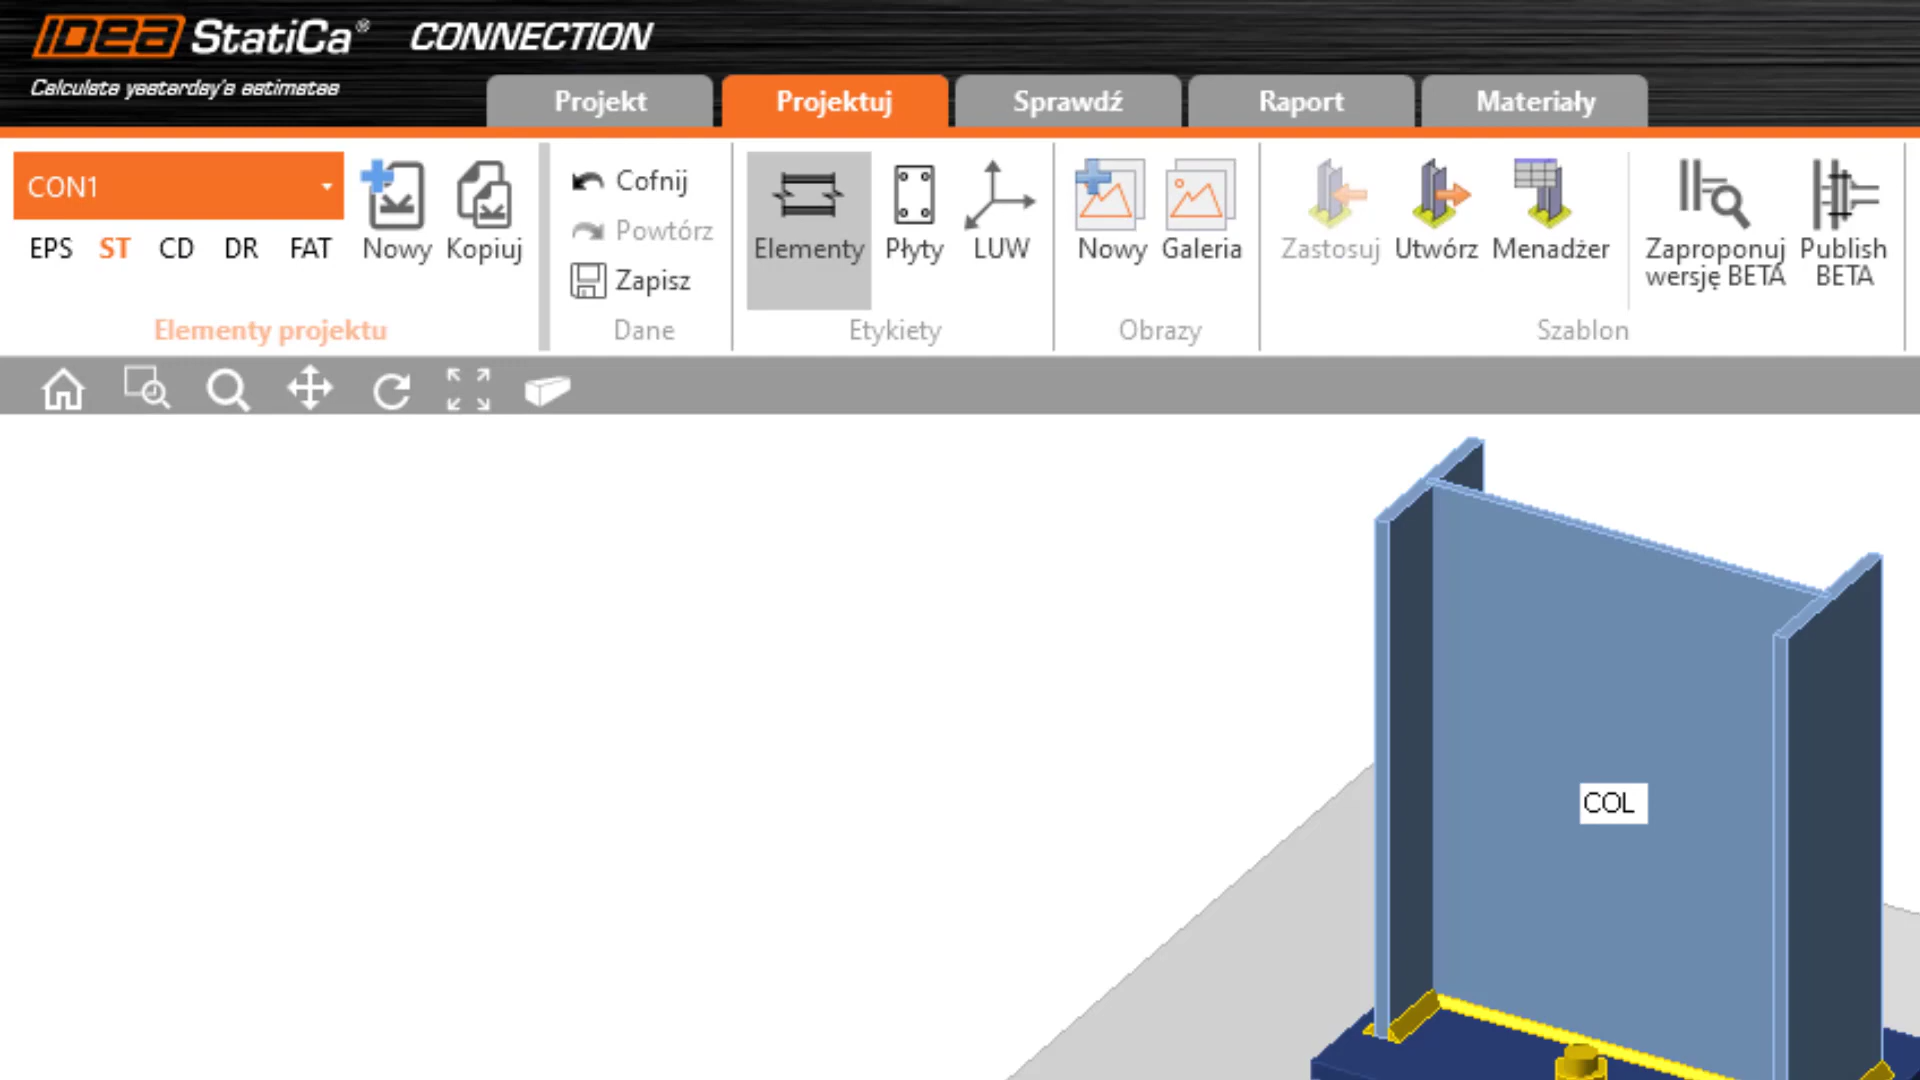 IDEA StatiCa® CONNECTION
Calculate yesterday's estimates
Projekt Projektuj Sprawdź Raport Materiały
CON1
EPS ST CD DR FAT
Nowy Kopiuj
Elementy projektu
Cofnij
Powtórz
Zapisz
Dane
Elementy Płyty LUW
Etykiety
Nowy Galeria
Obrazy
Zastosuj Utwórz Menadżer
Zaproponuj
wersję BETA
Publish
BETA
Szablon
COL